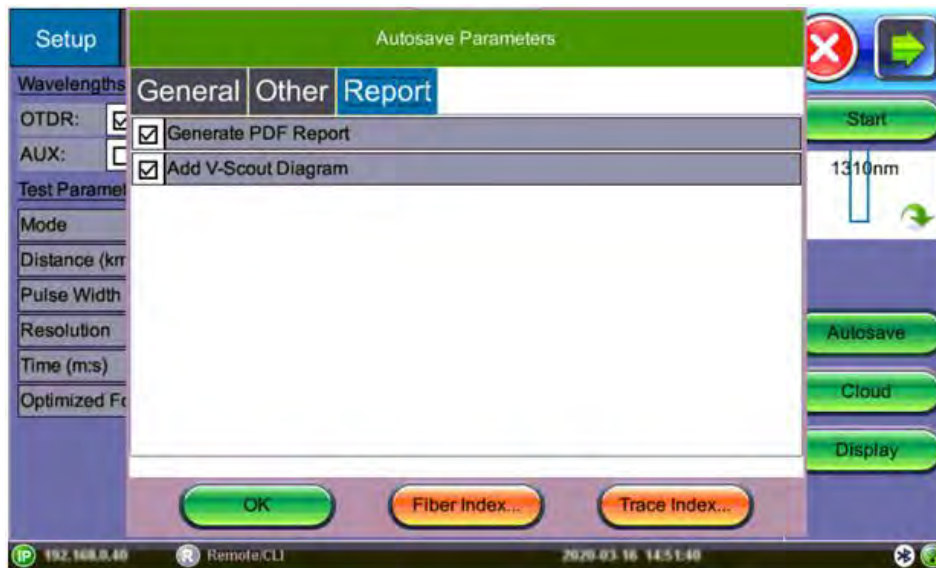 Setup
Autosave Parameters
Wavelengths
General Other Report
OTDR:
Generate PDF Report
Start
AUX:
Add V-Scout Diagram
1310nm
Test Paramet
Mode
Distance (km
Pulse Width
Resolution
Autosave
Time (m:s)
Optimized Fo
Cloud
Display
OK
Fiber Index...
Trace Index...
IP 192.168.0.40
R Remote/CLI
2020-03-16 14:51:40